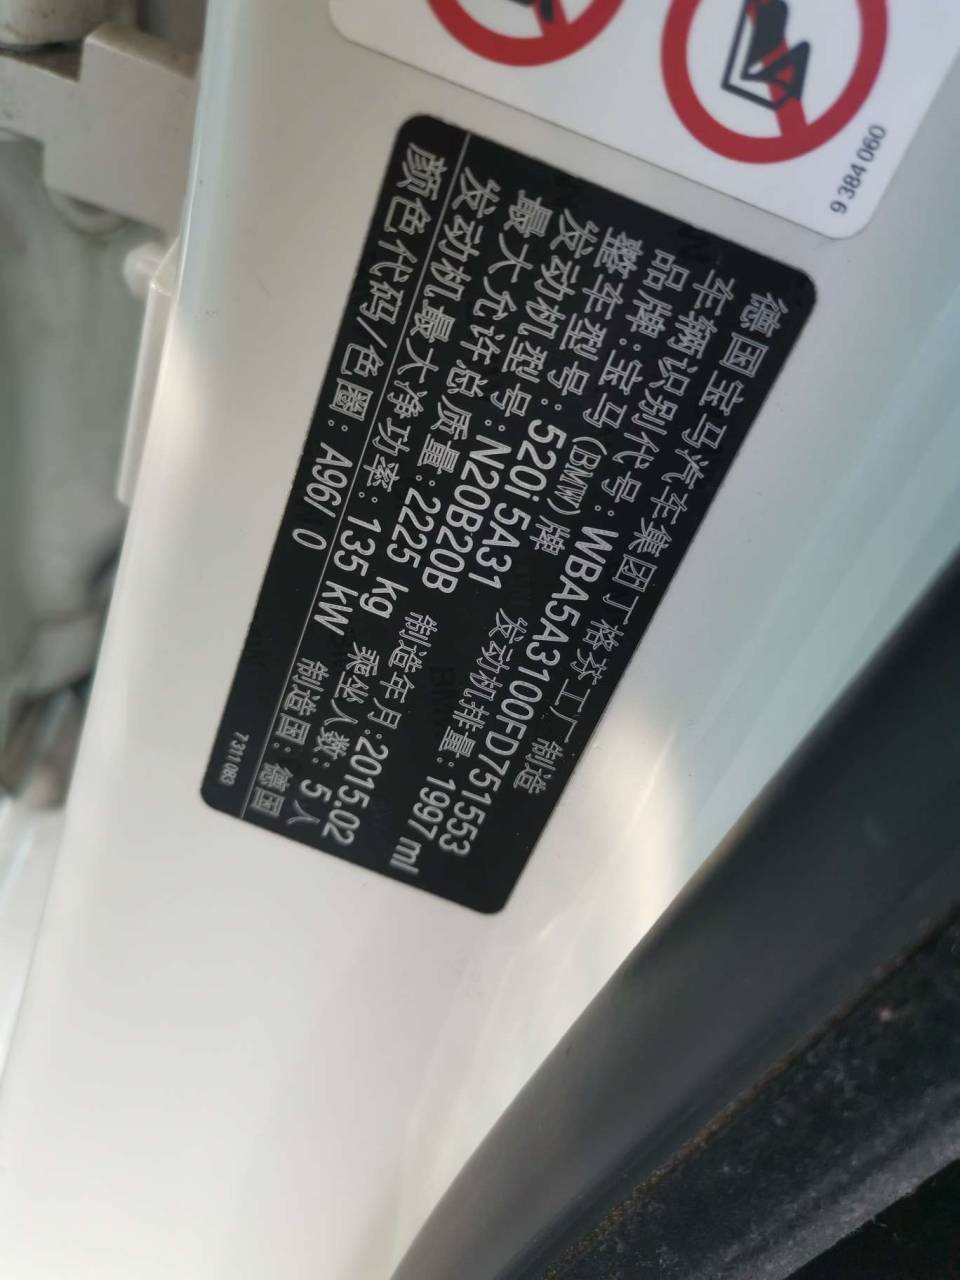 9 384 060
德国宝马汽车集团丁格芬工厂 制造
车辆识别代号: WBA5A3100FD751553
品牌: 宝马 (BMW) 牌 发动机排量: 1997 ml
整车型号: 520i 5A31
发动机型号: N20B20B 制造年月: 2015.02
最大允许总质量: 2225 kg 乘坐人数: 5 人
发动机最大净功率: 135 kW 制造国: 德国
颜色代码/色圈: A96/ 0
7 311 083